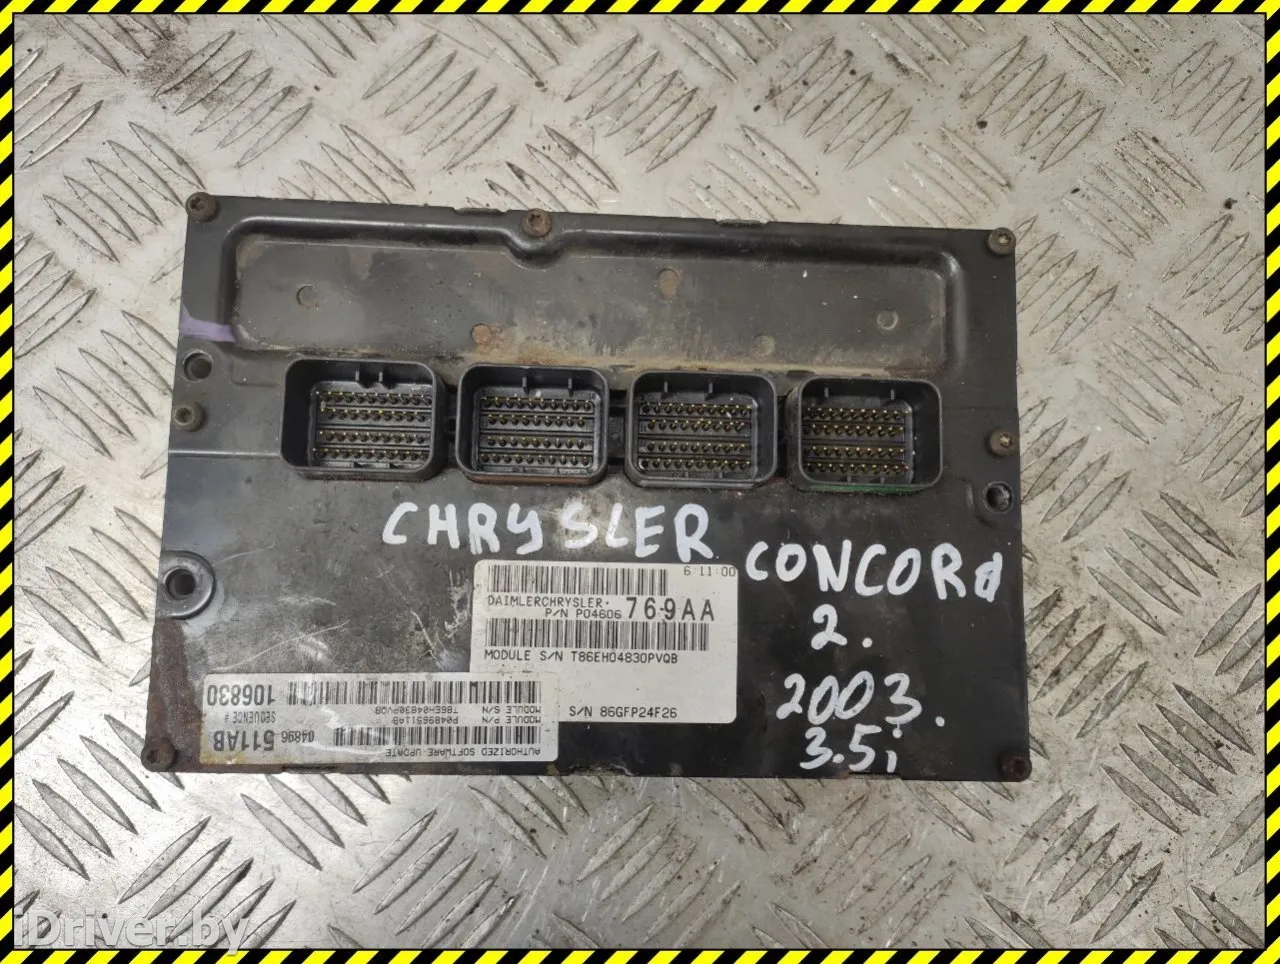 CHRYSLER
CONCORd
2.
2003.
3.5i
6:11:00
DAIMLERCHRYSLER·
P/N P04606 769AA
MODULE S/N T86EH04830PVQB
S/N 86GFP24F26
AUTHORIZED SOFTWARE UPDATE
04896 511AB
MODULE P/N P04896511AB
MODULE S/N T86EH04830PVQB
SEQUENCE #
106830
iDriver.by